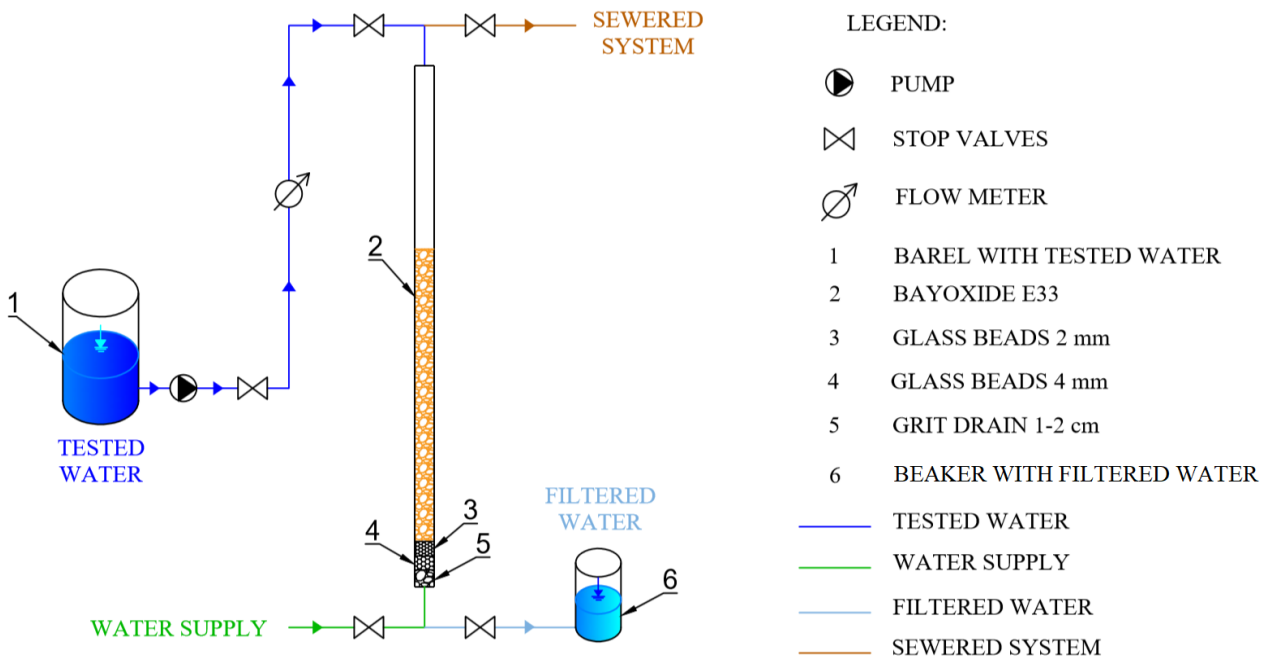 SEWERED
SYSTEM
1
2
TESTED
WATER
3
4
5
FILTERED
WATER
6
WATER SUPPLY
LEGEND:
PUMP
STOP VALVES
FLOW METER
1 BAREL WITH TESTED WATER
2 BAYOXIDE E33
3 GLASS BEADS 2 mm
4 GLASS BEADS 4 mm
5 GRIT DRAIN 1-2 cm
6 BEAKER WITH FILTERED WATER
TESTED WATER
WATER SUPPLY
FILTERED WATER
SEWERED SYSTEM